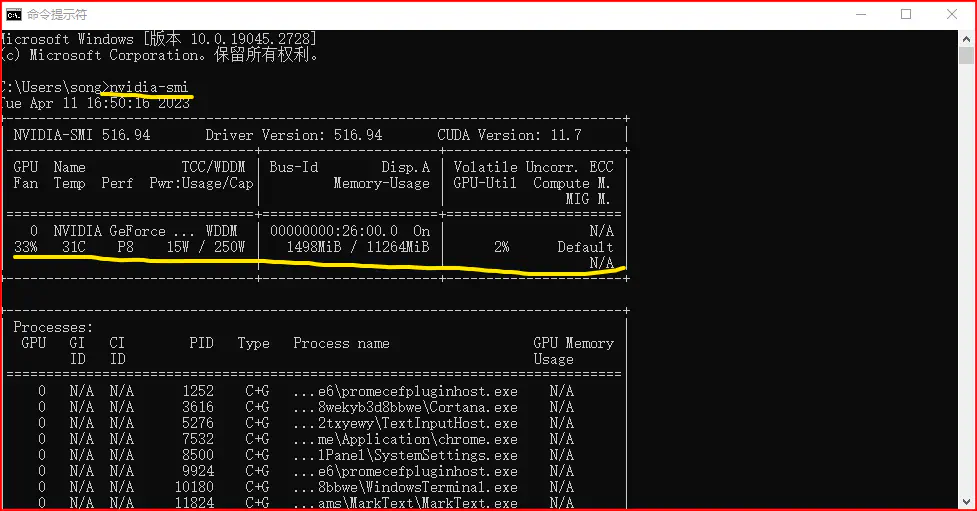 命令提示符
Microsoft Windows [版本 10.0.19045.2728]
(c) Microsoft Corporation。保留所有权利。
C:\Users\song>nvidia-smi
Tue Apr 11 16:50:16 2023
NVIDIA-SMI 516.94 Driver Version: 516.94 CUDA Version: 11.7
GPU Name TCC/WDDM | Bus-Id Disp.A | Volatile Uncorr. ECC
Fan Temp Perf Pwr:Usage/Cap | Memory-Usage | GPU-Util Compute M.
MIG M.
0 NVIDIA GeForce ... WDDM | 00000000:26:00.0 On | N/A
33% 31C P8 15W / 250W | 1498MiB / 11264MiB | 2% Default
N/A
Processes:
GPU GI CI PID Type Process name GPU Memory
ID ID Usage
0 N/A N/A 1252 C+G ...e6\promecefpluginhost.exe N/A
0 N/A N/A 3616 C+G ...8wekyb3d8bbwe\Cortana.exe N/A
0 N/A N/A 5276 C+G ...2txyewy\TextInputHost.exe N/A
0 N/A N/A 7532 C+G ...me\Application\chrome.exe N/A
0 N/A N/A 8500 C+G ...lPanel\SystemSettings.exe N/A
0 N/A N/A 9924 C+G ...e6\promecefpluginhost.exe N/A
0 N/A N/A 10180 C+G ...8bbwe\WindowsTerminal.exe N/A
0 N/A N/A 11824 C+G ...ams\MarkText\MarkText.exe N/A